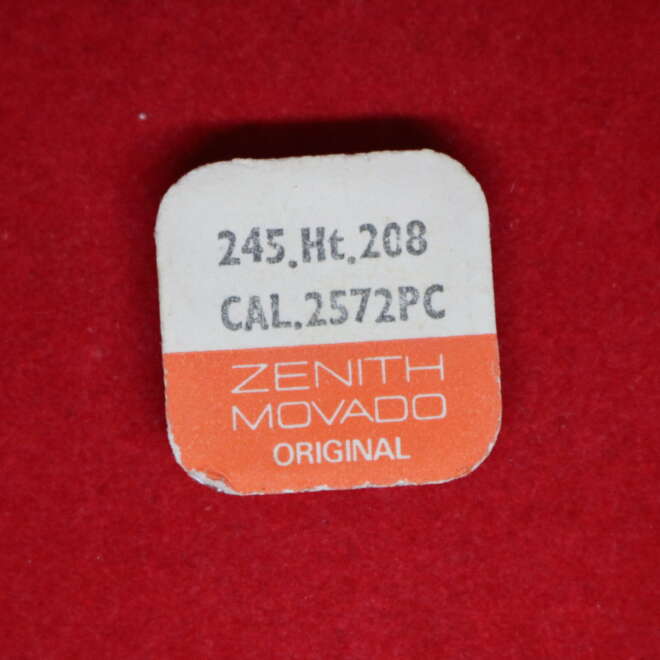 245.Ht.208
CAL.2572PC
ZENITH
MOVADO
ORIGINAL